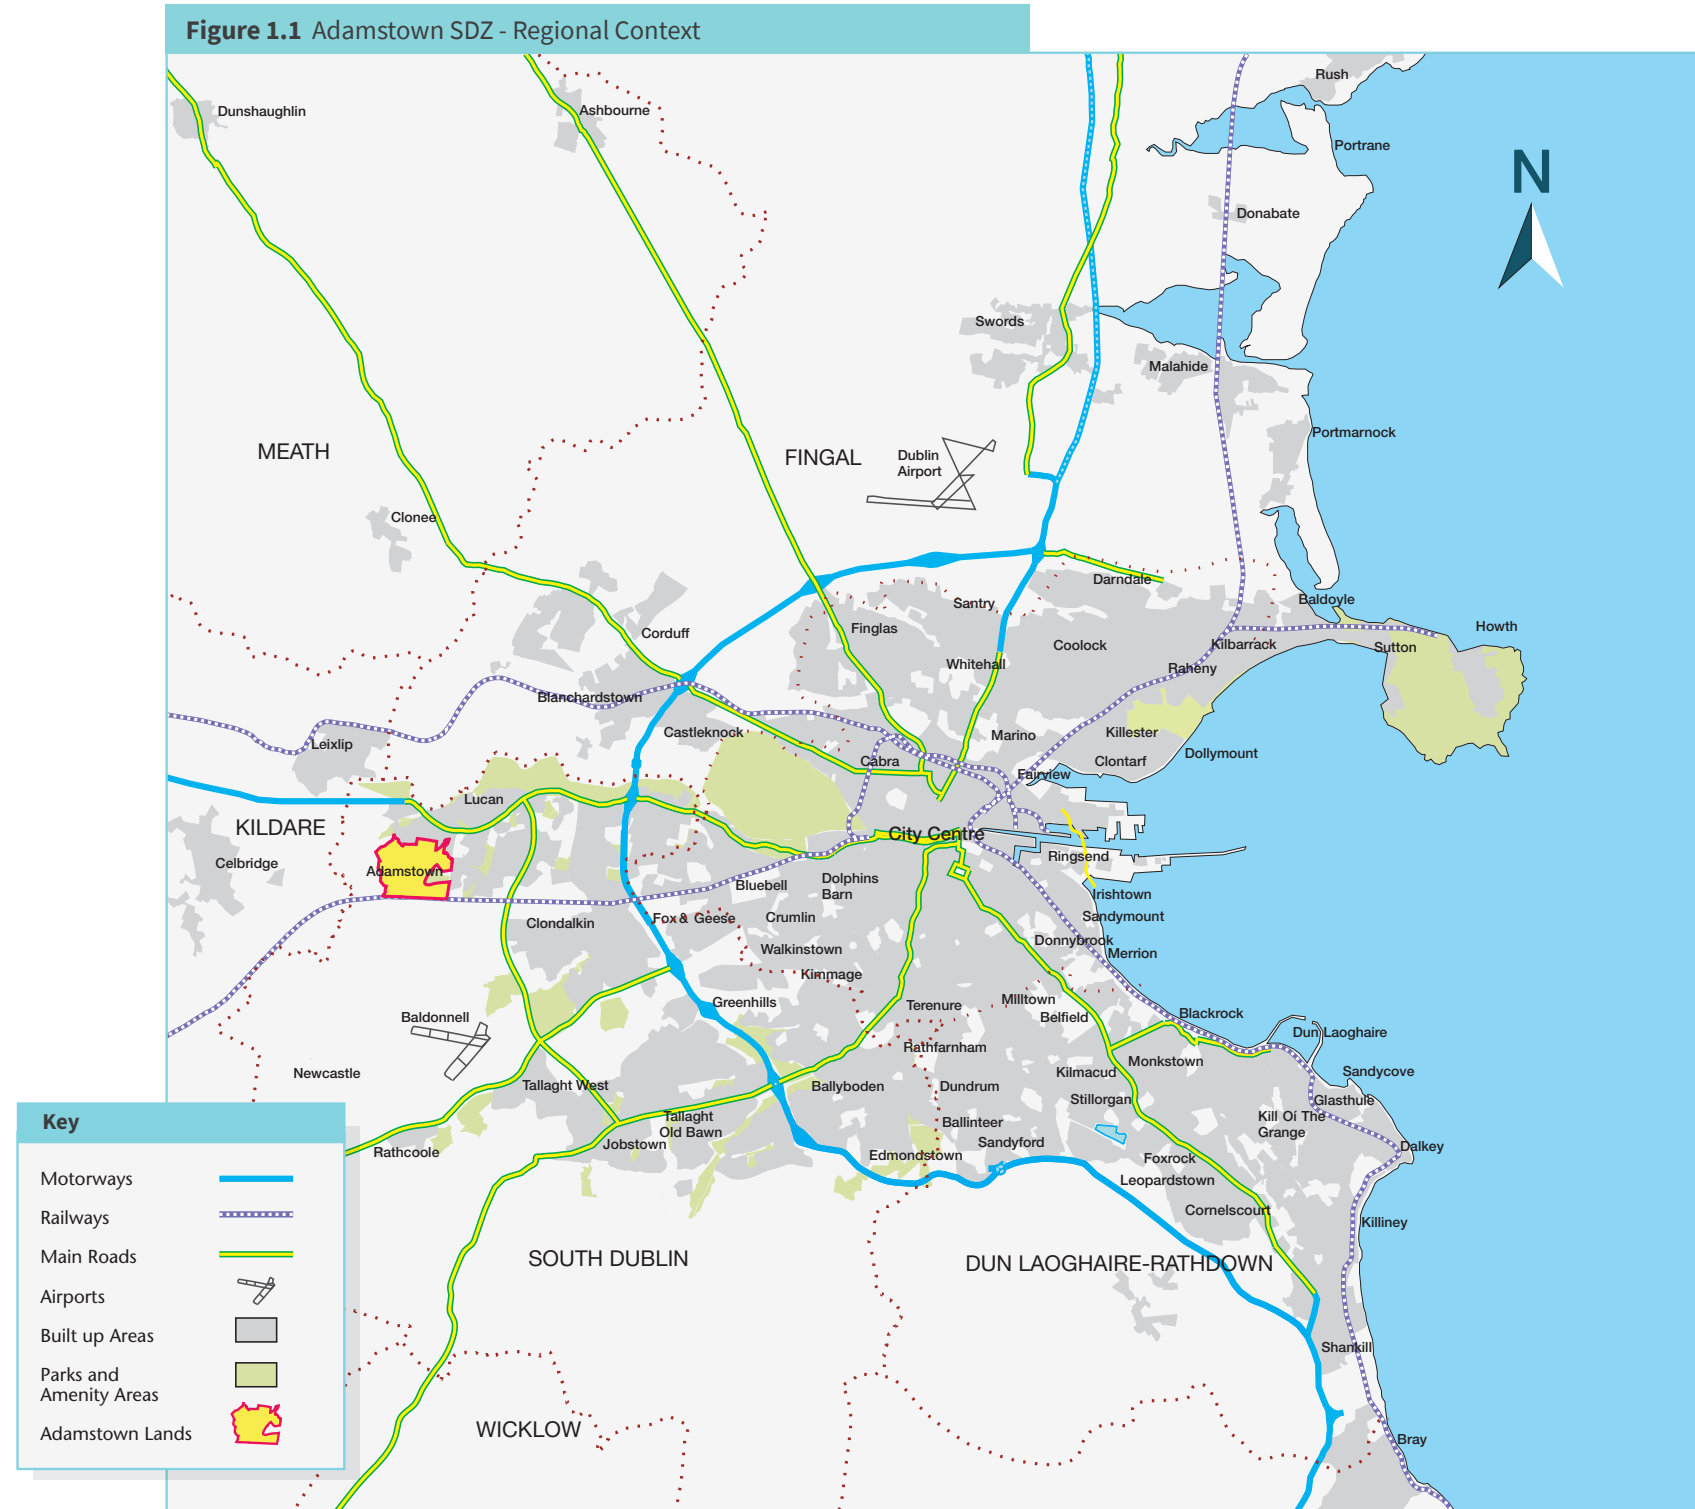 Figure 1.1 Adamstown SDZ - Regional Context
Rush
Dunshaughlin
Ashbourne
Portrane
N
Donabate
Swords
Malahide
Portmarnock
MEATH
FINGAL
Dublin
Airport
Clonee
Darndale
Santry
Baldoyle
Finglas
Howth
Corduff
Coolock
Kilbarrack
Sutton
Whitehall
Raheny
Blanchardstown
Castleknock
Marino
Killester
Leixlip
Dollymount
Cabra
Clontarf
Fairview
Lucan
KILDARE
City Centre
Celbridge
Ringsend
Adamstown
Bluebell
Dolphins
Barn
Irishtown
Clondalkin
Fox & Geese
Crumlin
Sandymount
Walkinstown
Donnybrook
Merrion
Kimmage
Greenhills
Terenure
Milltown
Belfield
Blackrock
Baldonnell
Dun Laoghaire
Rathfarnham
Monkstown
Newcastle
Kilmacud
Sandycove
Tallaght West
Ballyboden
Dundrum
Stillorgan
Glasthule
Tallaght
Old Bawn
Ballinteer
Kill Oí The
Grange
Jobstown
Sandyford
Dalkey
Rathcoole
Edmondstown
Foxrock
Leopardstown
Cornelscourt
Killiney
SOUTH DUBLIN
DUN LAOGHAIRE-RATHDOWN
Shankill
WICKLOW
Bray
Key
Motorways
Railways
Main Roads
Airports
Built up Areas
Parks and
Amenity Areas
Adamstown Lands